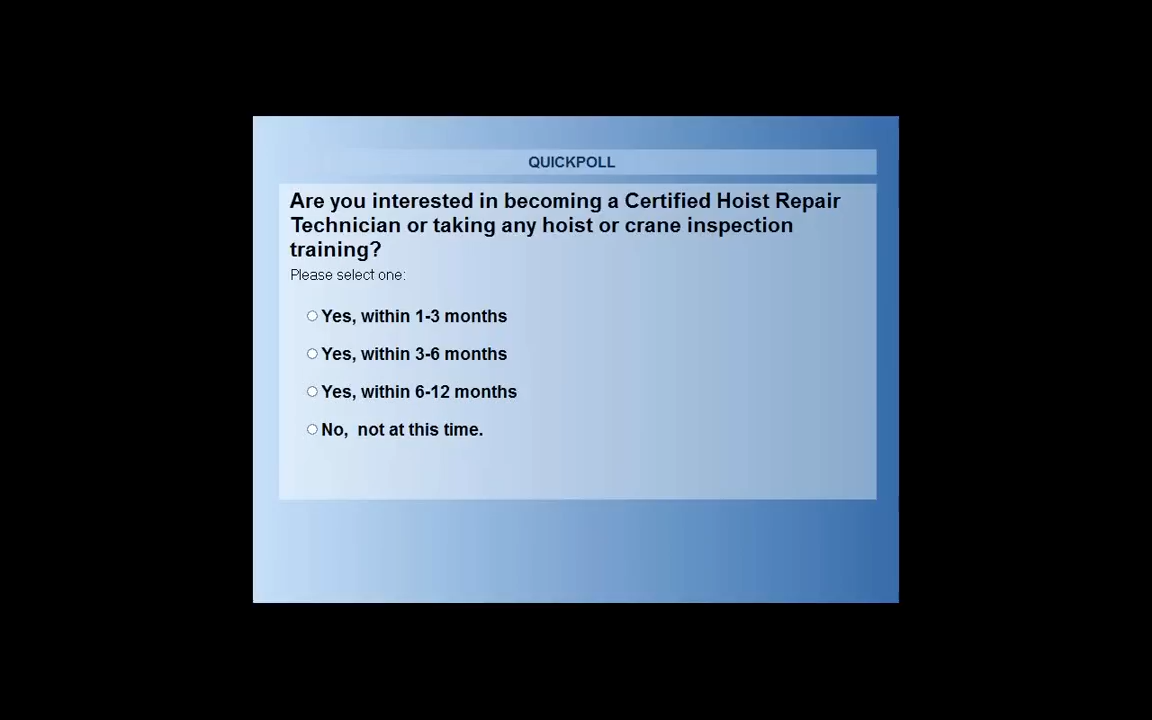 QUICKPOLL
Are you interested in becoming a Certified Hoist Repair
Technician or taking any hoist or crane inspection
training?
Please select one:
Yes, within 1-3 months
Yes, within 3-6 months
Yes, within 6-12 months
No,  not at this time.